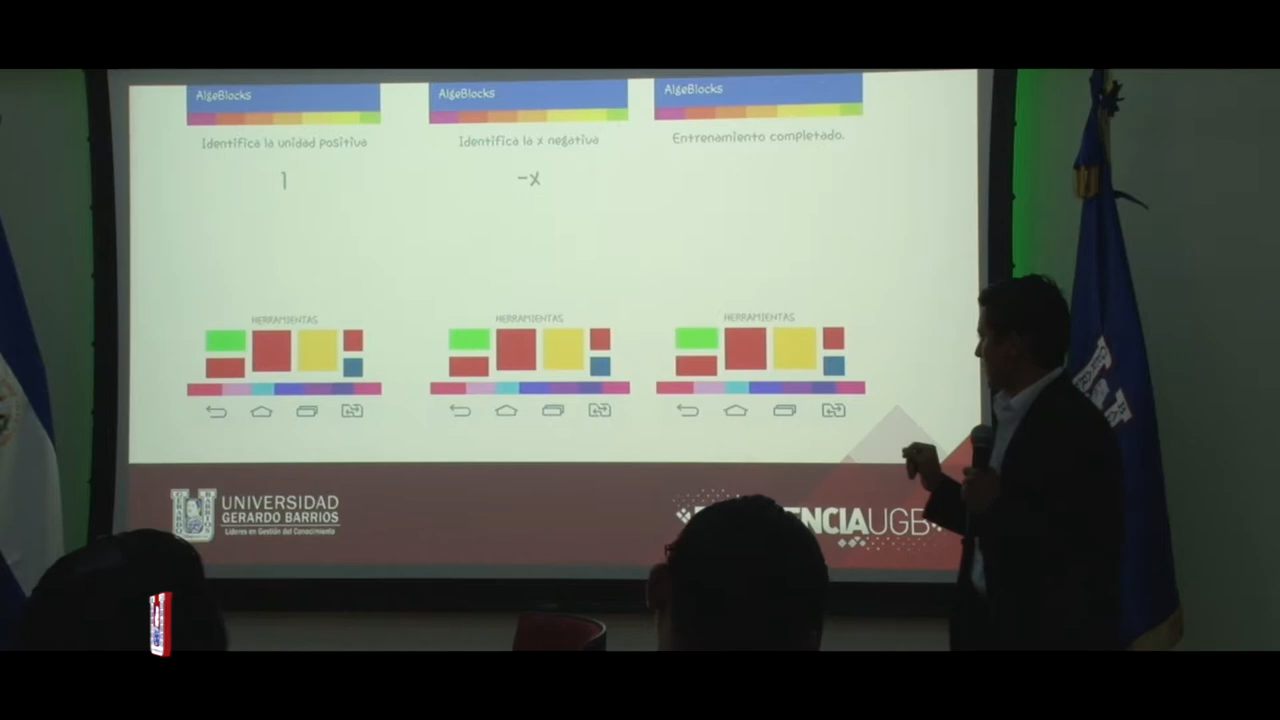 AlgeBlocks
Identifica la unidad positiva
1
HERRAMIENTAS
AlgeBlocks
Identifica la x negativa
-x
HERRAMIENTAS
AlgeBlocks
Entrenamiento completado.
HERRAMIENTAS
UNIVERSIDAD
GERARDO BARRIOS
Líderes en Gestión del Conocimiento
UGB